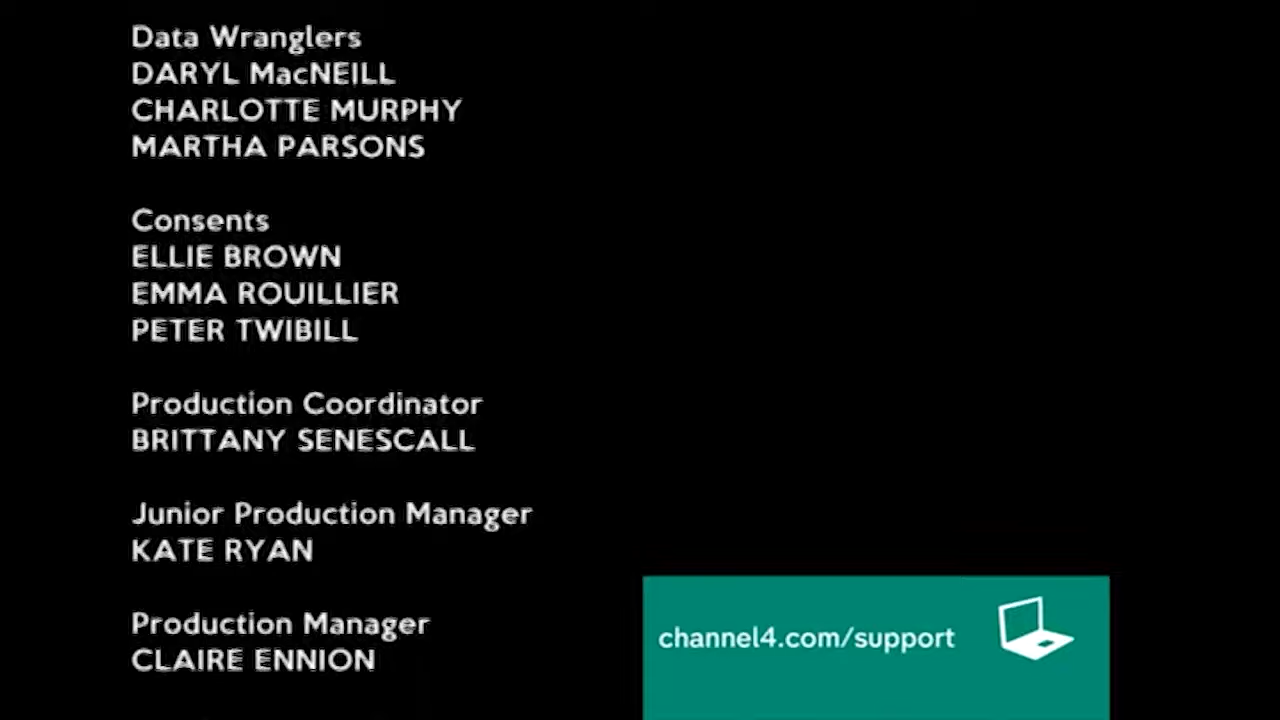 Data Wranglers
DARYL MacNEILL
CHARLOTTE MURPHY
MARTHA PARSONS
Consents
ELLIE BROWN
EMMA ROUILLIER
PETER TWIBILL
Production Coordinator
BRITTANY SENESCALL
Junior Production Manager
KATE RYAN
Production Manager
CLAIRE ENNION
channel4.com/support